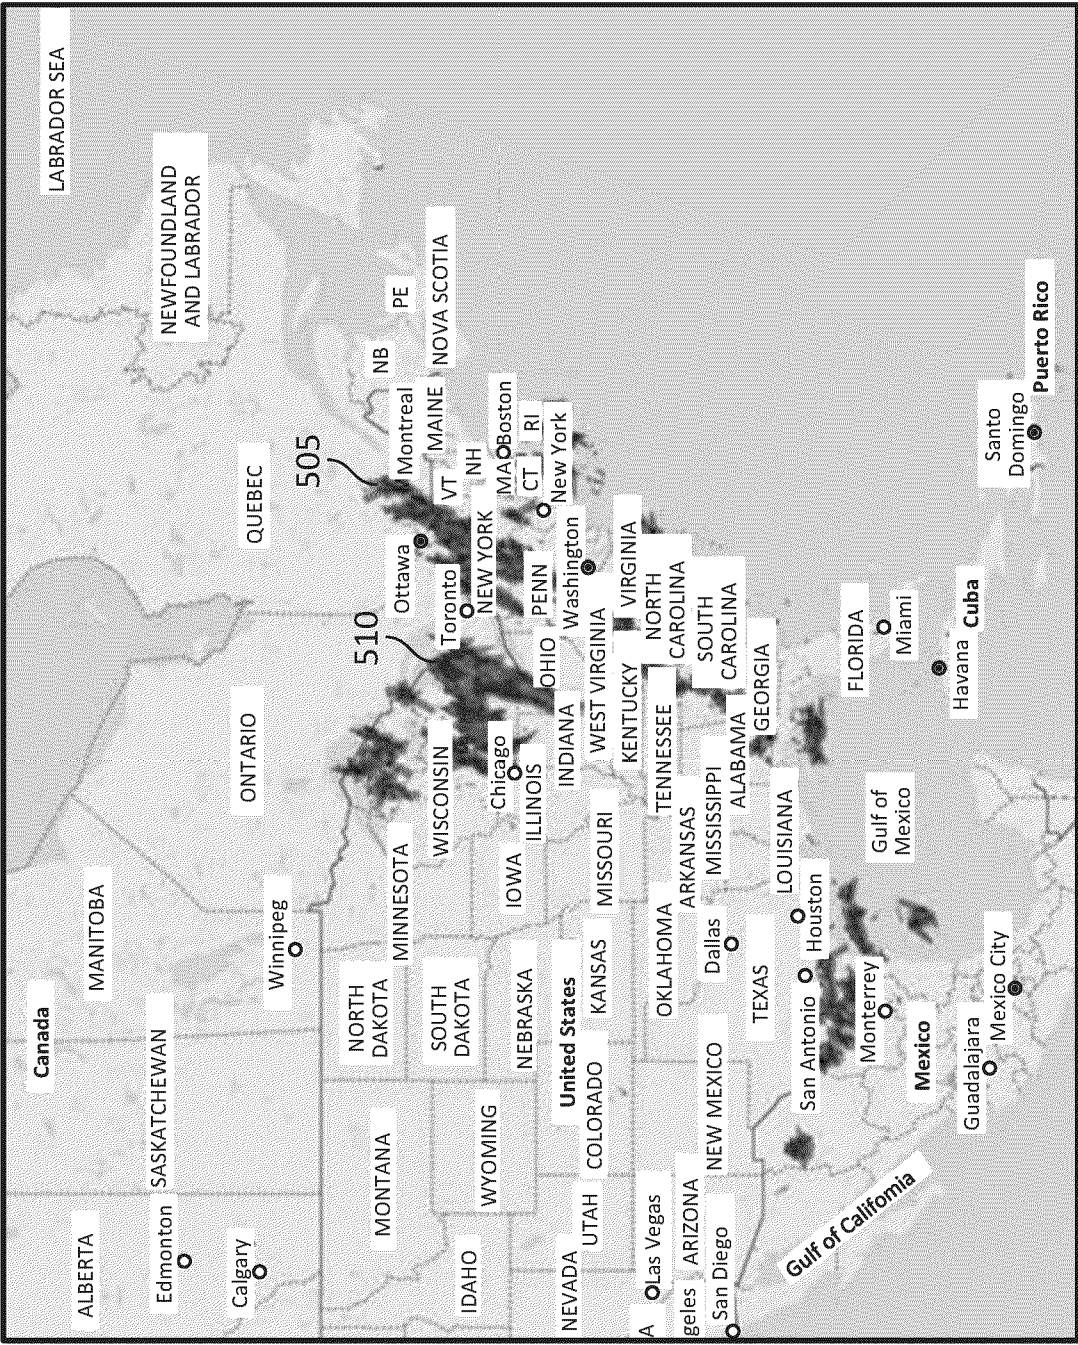 LABRADOR SEA
Canada
MANITOBA
ALBERTA
SASKATCHEWAN
NEWFOUNDLAND
AND LABRADOR
Edmonton
Calgary
Winnipeg
ONTARIO
QUEBEC
505
510
NB
PE
NOVA SCOTIA
Montreal
MAINE
Ottawa
VT
NH
Toronto
NEW YORK
MA
Boston
CT
RI
New York
MONTANA
NORTH
DAKOTA
MINNESOTA
SOUTH
DAKOTA
WISCONSIN
IDAHO
WYOMING
NEBRASKA
IOWA
Chicago
ILLINOIS
INDIANA
OHIO
PENN
Washington
NEVADA
UTAH
United States
COLORADO
KANSAS
MISSOURI
WEST VIRGINIA
KENTUCKY
VIRGINIA
A
Las Vegas
OKLAHOMA
TENNESSEE
NORTH
CAROLINA
geles
ARIZONA
NEW MEXICO
ARKANSAS
SOUTH
CAROLINA
San Diego
Dallas
MISSISSIPPI
ALABAMA
GEORGIA
TEXAS
LOUISIANA
San Antonio
Houston
Gulf of California
Monterrey
Gulf of
Mexico
FLORIDA
Miami
Mexico
Guadalajara
Mexico City
Havana
Cuba
Santo
Domingo
Puerto Rico